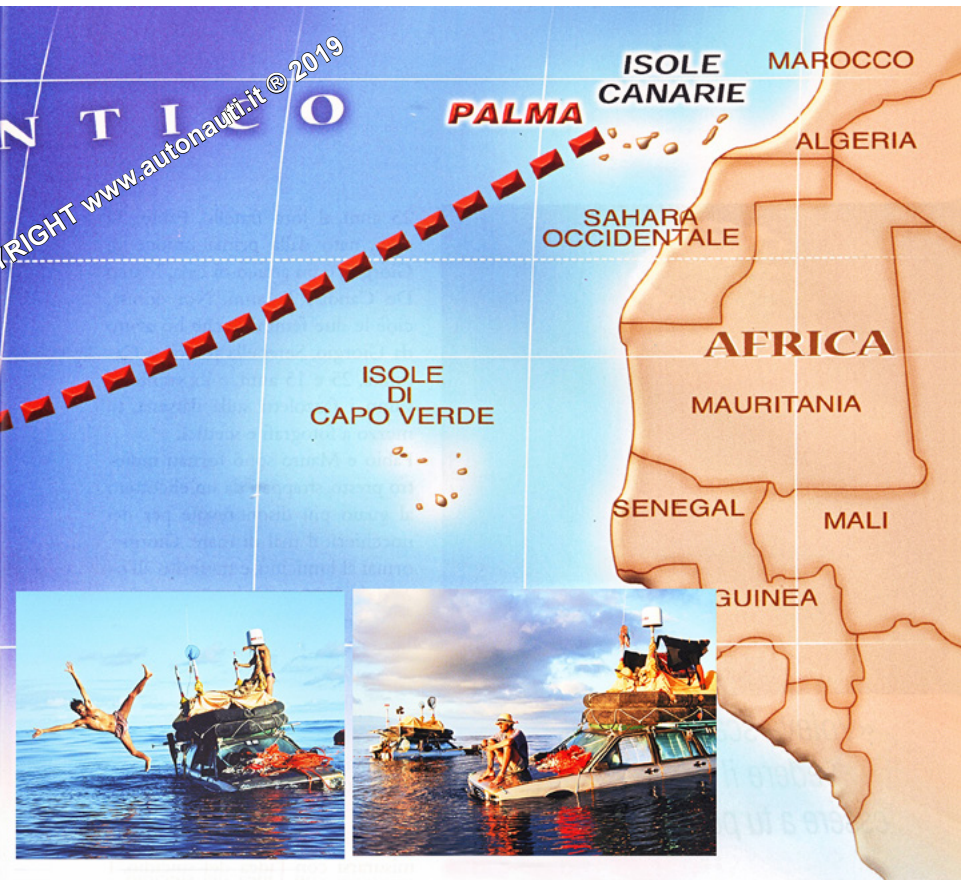 NTICO
COPYRIGHT www.autonauti.it ® 2019
ISOLE
CANARIE
PALMA
MAROCCO
ALGERIA
SAHARA
OCCIDENTALE
AFRICA
ISOLE
DI
CAPO VERDE
MAURITANIA
SENEGAL
MALI
GUINEA